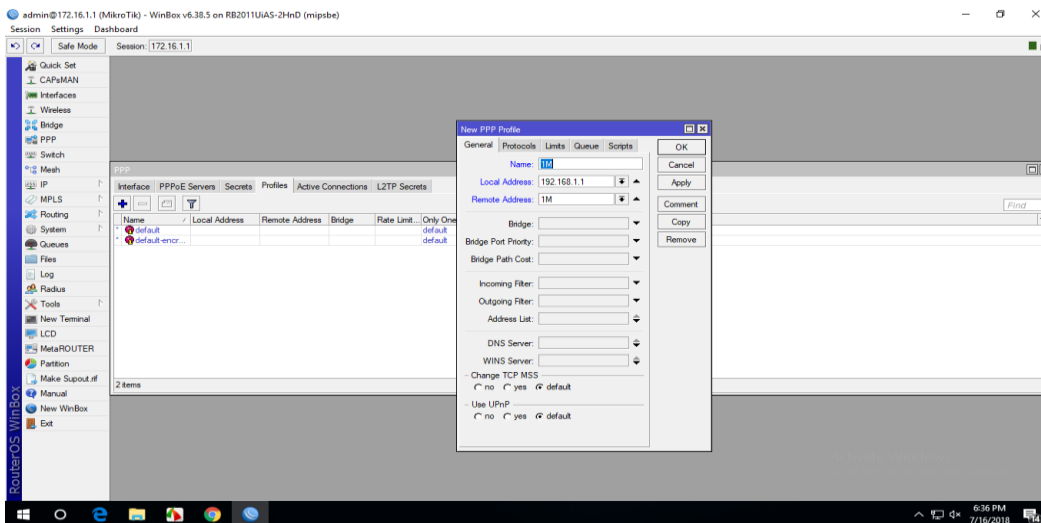 admin@172.16.1.1 (MikroTik) - WinBox v6.38.5 on RB2011UiAS-2HnD (mipsbe)
Session Settings Dashboard
Safe Mode Session: 172.16.1.1
Quick Set
CAPsMAN
Interfaces
Wireless
Bridge
PPP
Switch
Mesh
IP
MPLS
Routing
System
Queues
Files
Log
Radius
Tools
New Terminal
LCD
MetaROUTER
Partition
Make Supout.rif
Manual
New WinBox
Exit
RouterOS WinBox
PPP
Interface PPPoE Servers Secrets Profiles Active Connections L2TP Secrets
Find
Name Local Address Remote Address Bridge Rate Limit... Only One
* default default
* default-encr... default
2 items
New PPP Profile
General Protocols Limits Queue Scripts
Name: 1M
Local Address: 192.168.1.1
Remote Address: 1M
Bridge:
Bridge Port Priority:
Bridge Path Cost:
Incoming Filter:
Outgoing Filter:
Address List:
DNS Server:
WINS Server:
Change TCP MSS
no yes default
Use UPnP
no yes default
OK
Cancel
Apply
Comment
Copy
Remove
6:36 PM
7/16/2018
14